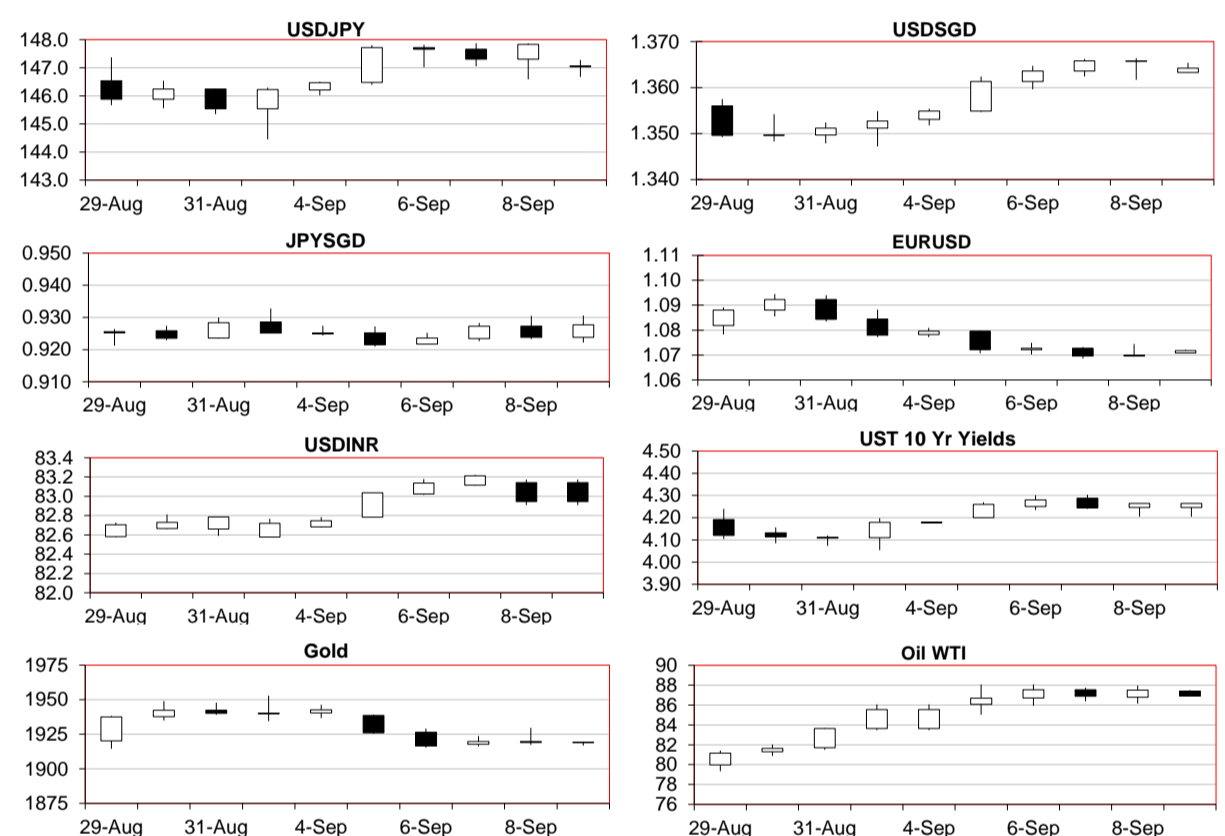 USDJPY
148.0
147.0
146.0
145.0
144.0
143.0
29-Aug 31-Aug 4-Sep 6-Sep 8-Sep
USDSGD
1.370
1.360
1.350
1.340
29-Aug 31-Aug 4-Sep 6-Sep 8-Sep
JPYSGD
0.950
0.930
0.920
0.910
29-Aug 31-Aug 4-Sep 6-Sep 8-Sep
EURUSD
1.11
1.10
1.09
1.08
1.07
1.06
29-Aug 31-Aug 4-Sep 6-Sep 8-Sep
USDINR
83.4
83.2
83.0
82.8
82.6
82.4
82.2
82.0
29-Aug 31-Aug 4-Sep 6-Sep 8-Sep
UST 10 Yr Yields
4.50
4.30
4.20
4.10
4.00
3.90
29-Aug 31-Aug 4-Sep 6-Sep 8-Sep
Gold
1975
1950
1925
1900
1875
29-Aug 31-Aug 4-Sep 6-Sep 8-Sep
Oil WTI
90
88
86
84
82
80
78
76
29-Aug 31-Aug 4-Sep 6-Sep 8-Sep